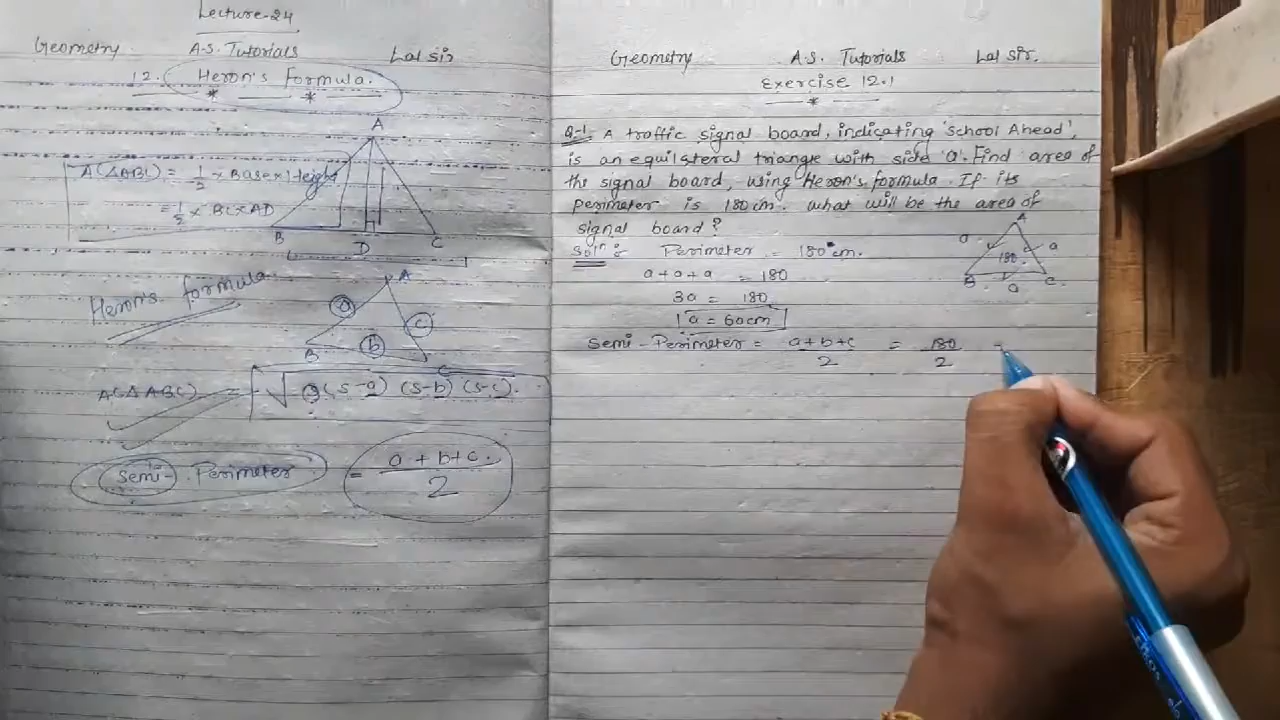 Lecture-24
Geometry A.S. Tutorials Lal sir
12. Heron's Formula.
A
A(△ABC) = 1/2 × Base × Height
= 1/2 × BC × AD
B D C
Heron's formula
A
a c
B b C
A(△ABC) = √s(s-a) (s-b) (s-c).
Semi-Perimeter = a+b+c. / 2
Geometry A.S. Tutorials Lal Sir.
Exercise 12.1
Q-1. A traffic signal board, indicating 'School Ahead',
is an equilateral triangle with side 'a'. Find area of
the signal board, using Heron's formula. If its
perimeter is 180cm. what will be the area of
signal board?
Soln: Perimeter = 180 cm.
a+a+a = 180
3a = 180
a = 60cm
A
a a
180
B a C
Semi-Perimeter = a+b+c / 2 = 180 / 2 =